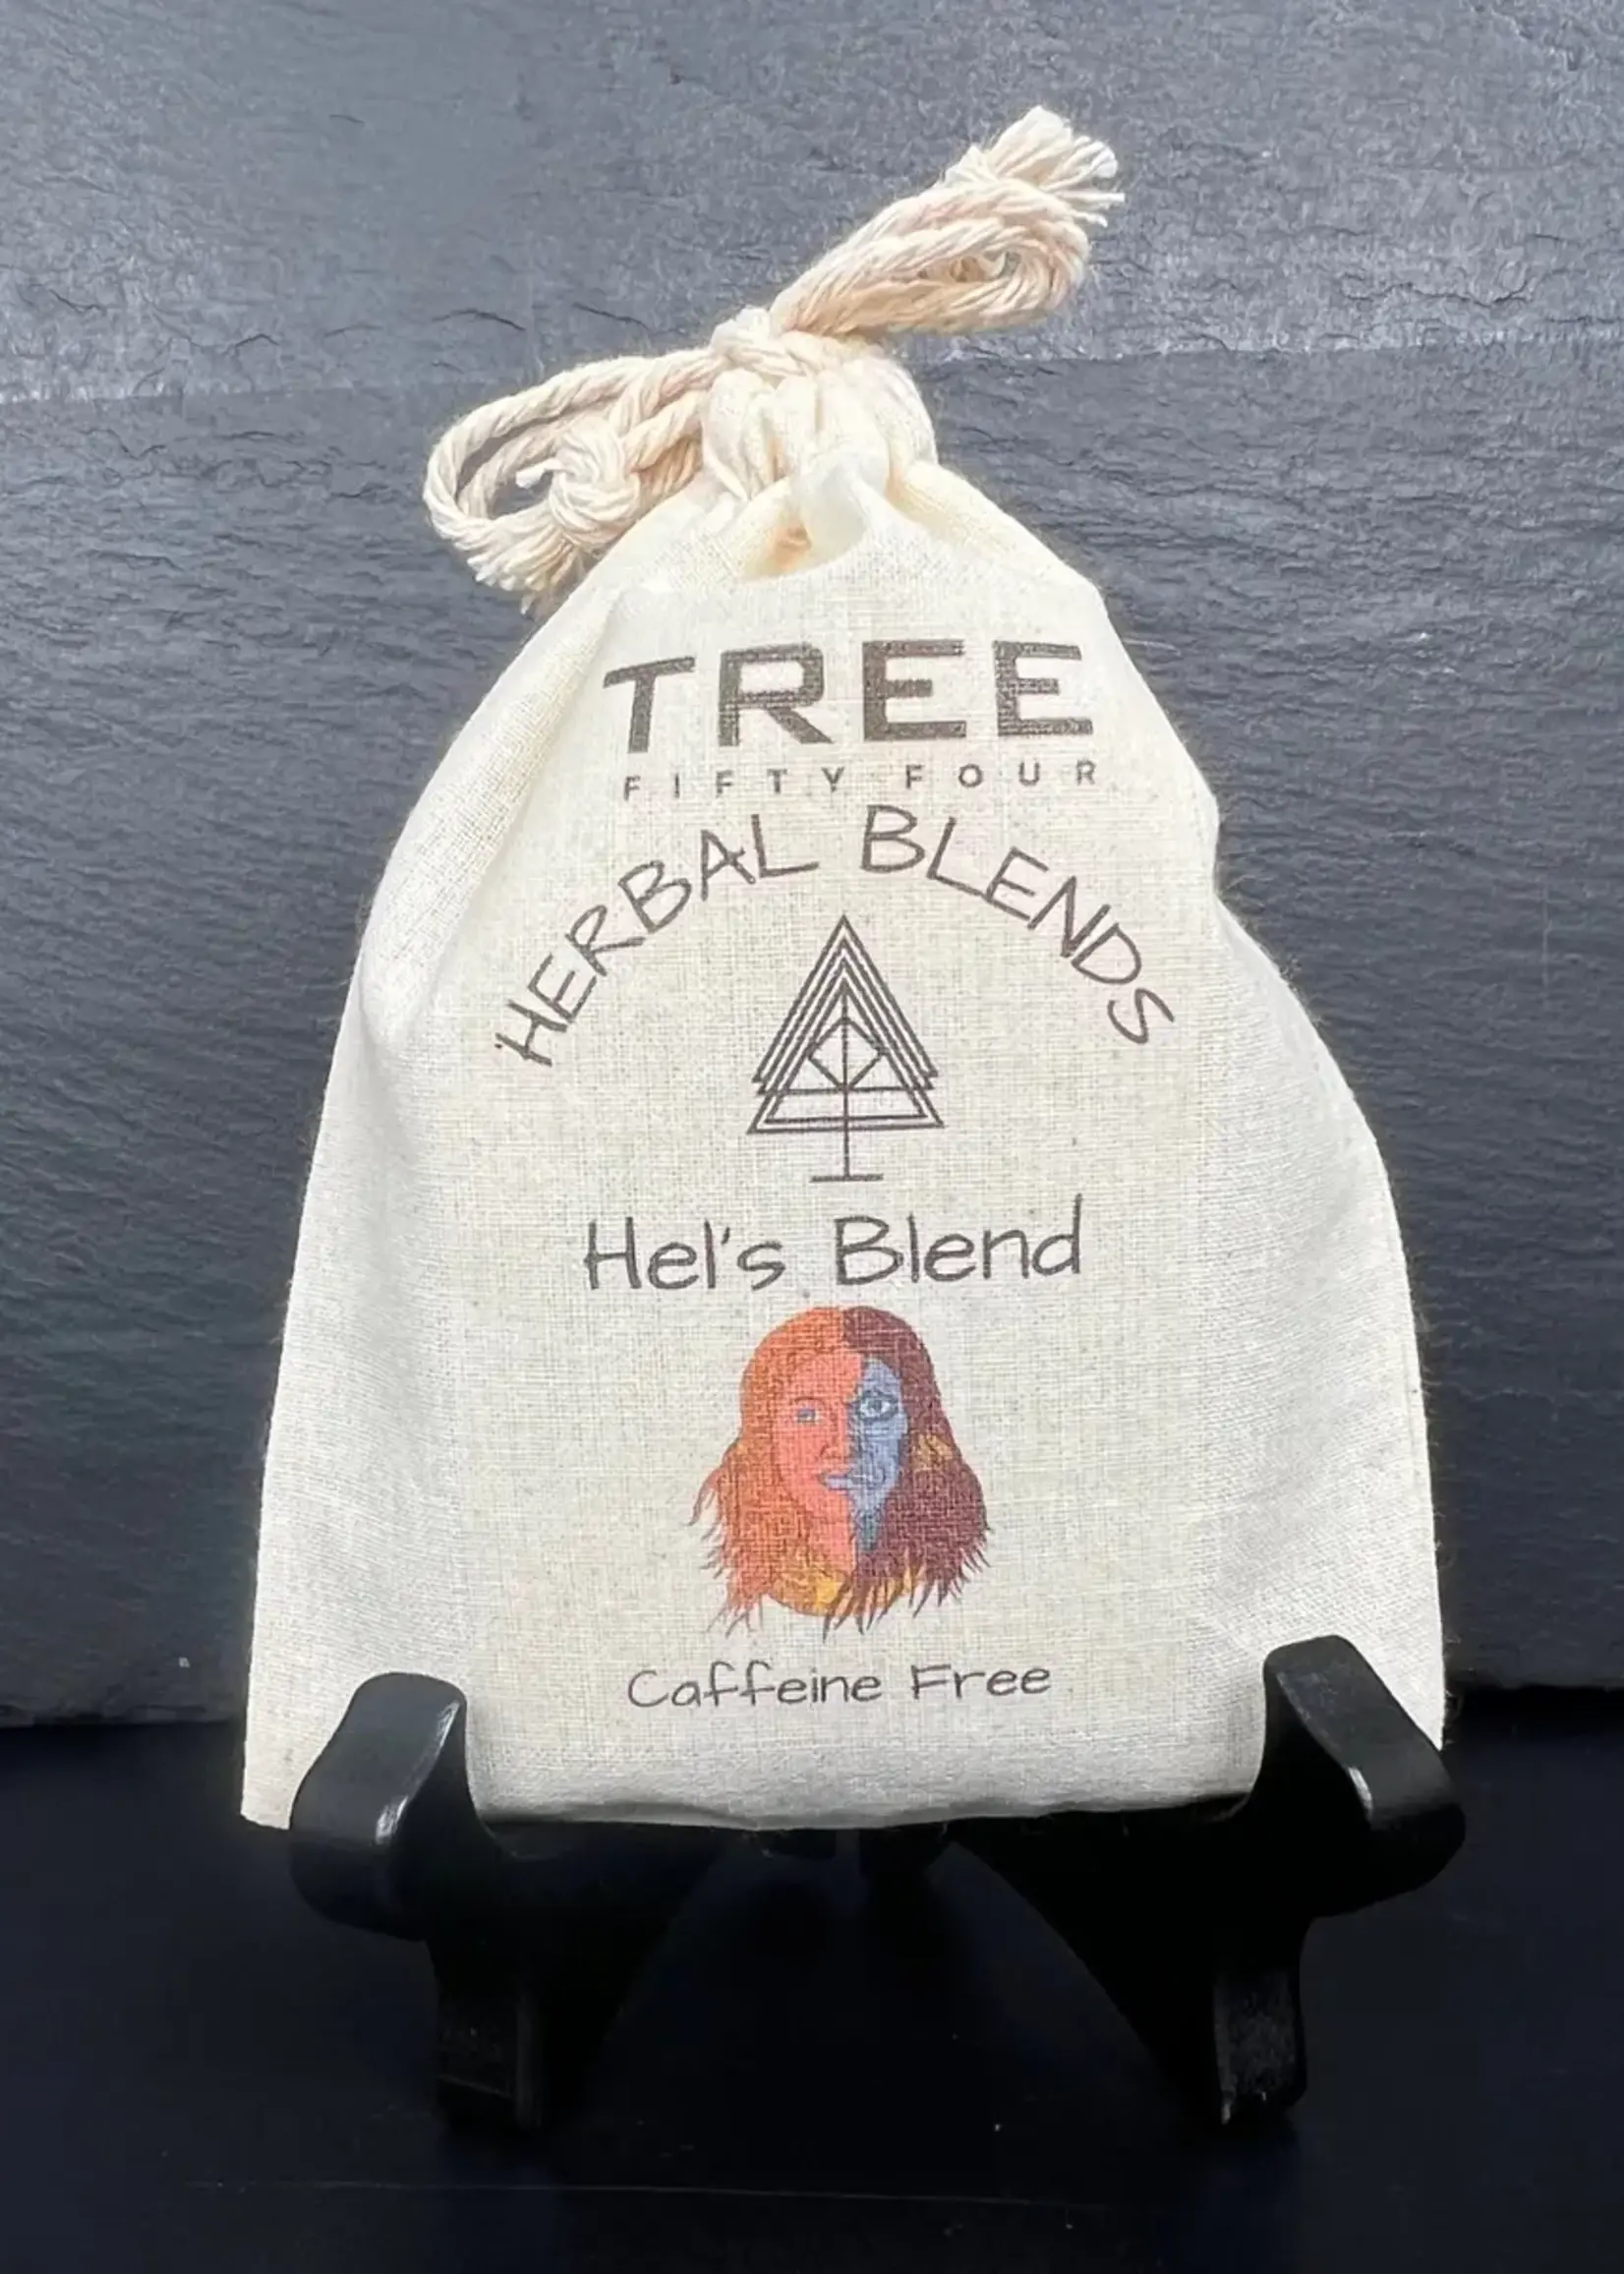 TREE
FIFTY FOUR
HERBAL BLENDS
Hel's Blend
Caffeine Free